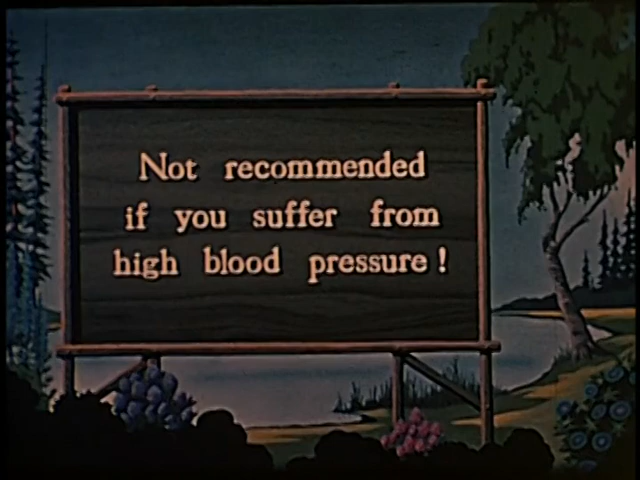 Not recommended
if you suffer from
high blood pressure!